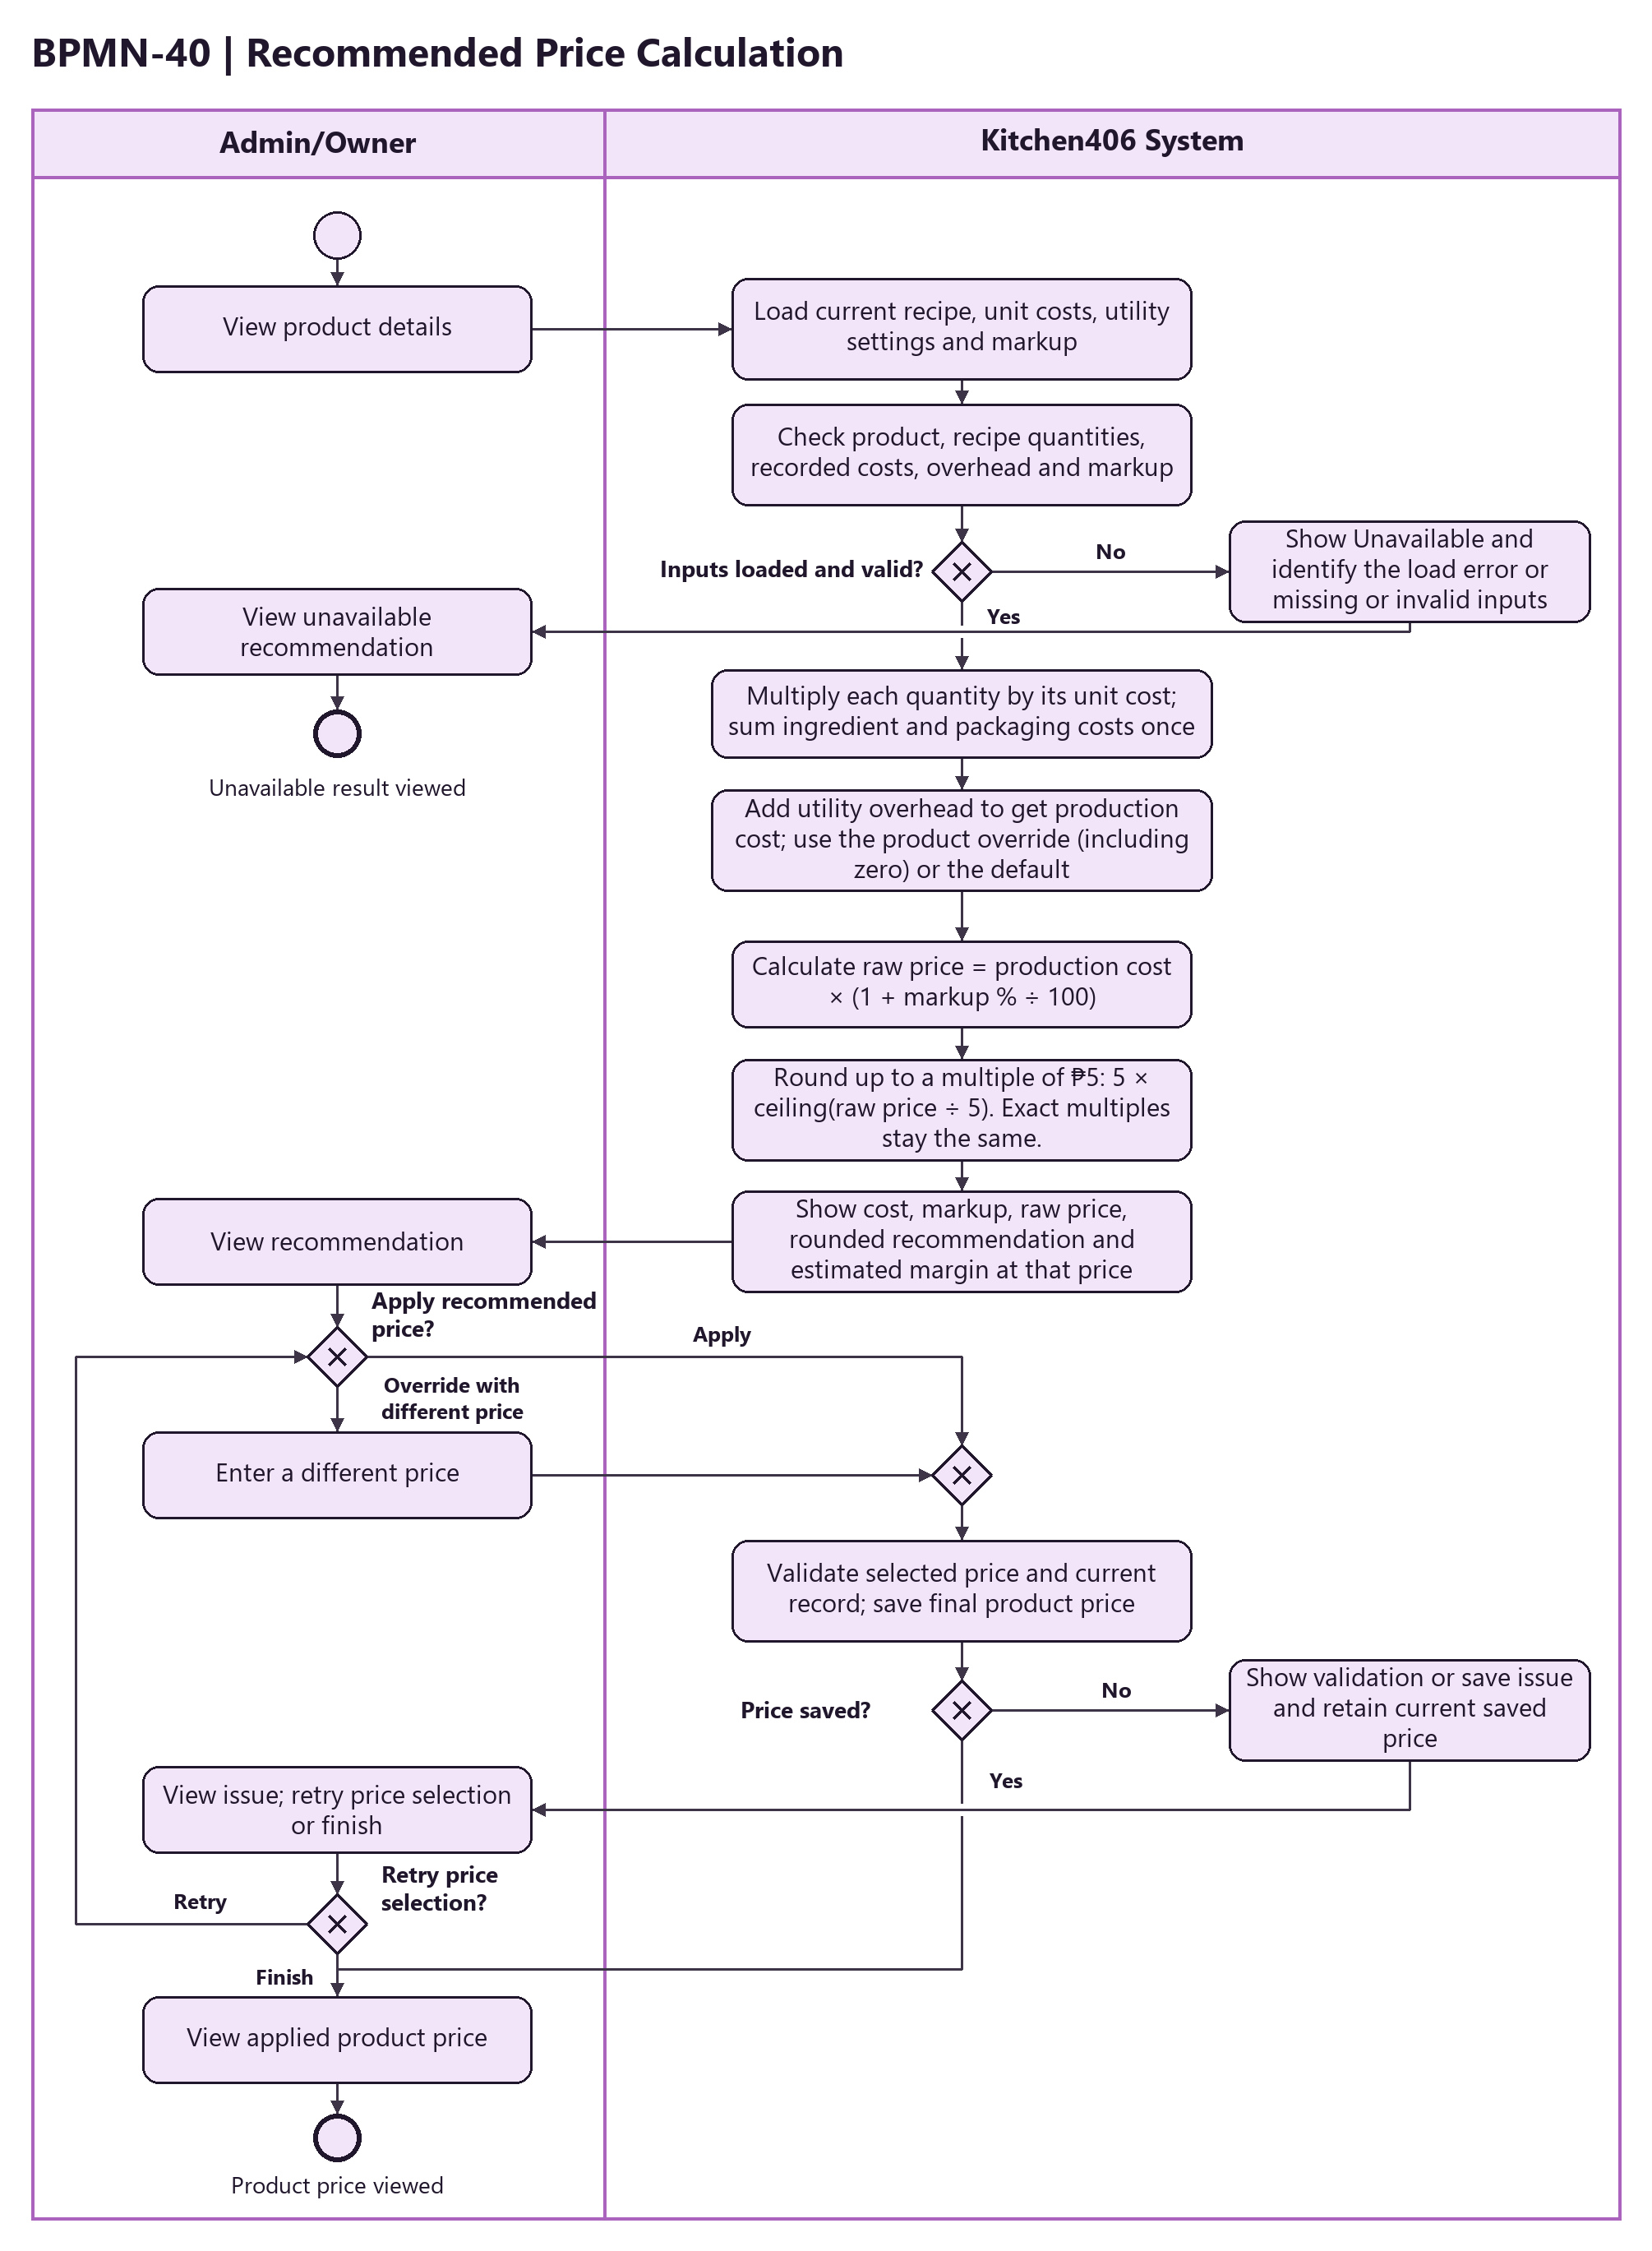 BPMN-40 | Recommended Price Calculation
Admin/Owner
Kitchen406 System
View product details
Load current recipe, unit costs, utility
settings and markup
Check product, recipe quantities,
recorded costs, overhead and markup
Inputs loaded and valid?
No
Show Unavailable and
identify the load error or
missing or invalid inputs
Yes
View unavailable
recommendation
Unavailable result viewed
Multiply each quantity by its unit cost;
sum ingredient and packaging costs once
Add utility overhead to get production
cost; use the product override (including
zero) or the default
Calculate raw price = production cost
× (1 + markup % ÷ 100)
Round up to a multiple of ₱5: 5 ×
ceiling(raw price ÷ 5). Exact multiples
stay the same.
Show cost, markup, raw price,
rounded recommendation and
estimated margin at that price
View recommendation
Apply recommended
price?
Apply
Override with
different price
Enter a different price
Validate selected price and current
record; save final product price
Price saved?
No
Show validation or save issue
and retain current saved
price
Yes
View issue; retry price selection
or finish
Retry price
selection?
Retry
Finish
View applied product price
Product price viewed